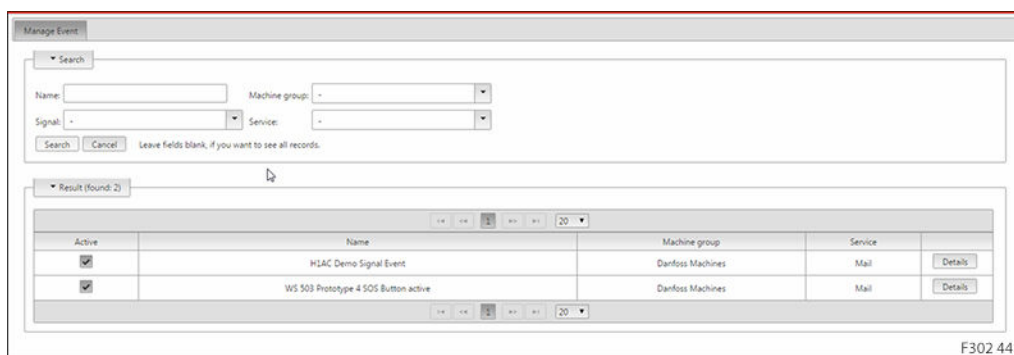 Manage Event
Search
Name: Machine group: -
Signal: - Service: -
Search Cancel Leave fields blank, if you want to see all records.
Result (found: 2)
1 20
Active Name Machine group Service
H1AC Demo Signal Event Danfoss Machines Mail Details
WS 503 Prototype 4 SOS Button active Danfoss Machines Mail Details
1 20
F302 44